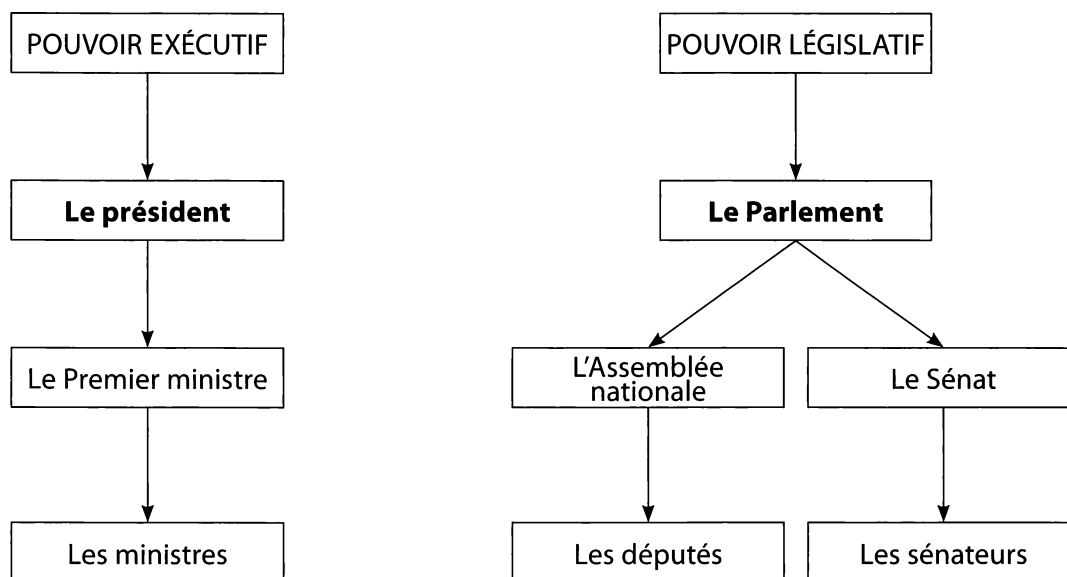 POUVOIR EXÉCUTIF
Le président
Le Premier ministre
Les ministres
POUVOIR LÉGISLATIF
Le Parlement
L'Assemblée
nationale
Le Sénat
Les députés
Les sénateurs